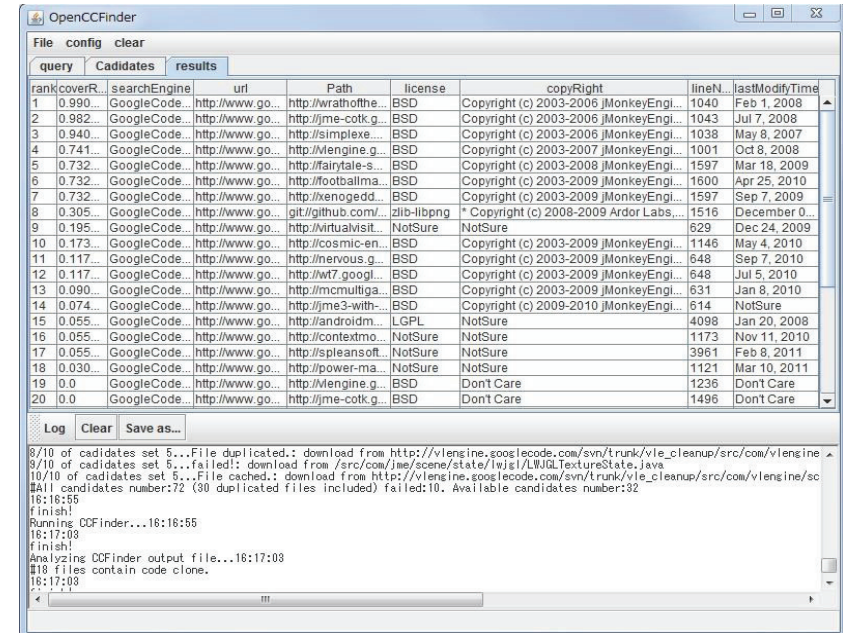 OpenCCFinder
File config clear
query Cadidates results
rank coverR... searchEngine url Path license copyRight lineN... lastModifyTime
1 0.990... GoogleCode... http://www.go... http://wrathofthe... BSD Copyright (c) 2003-2006 jMonkeyEngi... 1040 Feb 1, 2008
2 0.982... GoogleCode... http://www.go... http://jme-cotk.g... BSD Copyright (c) 2003-2006 jMonkeyEngi... 1043 Jul 7, 2008
3 0.940... GoogleCode... http://www.go... http://simplexe.... BSD Copyright (c) 2003-2006 jMonkeyEngi... 1038 May 8, 2007
4 0.741... GoogleCode... http://www.go... http://vlengine.g... BSD Copyright (c) 2003-2007 jMonkeyEngi... 1001 Oct 8, 2008
5 0.732... GoogleCode... http://www.go... http://fairytale-s... BSD Copyright (c) 2003-2008 jMonkeyEngi... 1597 Mar 18, 2009
6 0.732... GoogleCode... http://www.go... http://footballma... BSD Copyright (c) 2003-2009 jMonkeyEngi... 1600 Apr 25, 2010
7 0.732... GoogleCode... http://www.go... http://xenogedd... BSD Copyright (c) 2003-2009 jMonkeyEngi... 1597 Sep 7, 2009
8 0.305... GoogleCode... http://www.go... git://github.com/... zlib-libpng * Copyright (c) 2008-2009 Ardor Labs,... 1516 December 0...
9 0.195... GoogleCode... http://www.go... http://virtualvisit... NotSure NotSure 629 Dec 24, 2009
10 0.173... GoogleCode... http://www.go... http://cosmic-en... BSD Copyright (c) 2003-2009 jMonkeyEngi... 1146 May 4, 2010
11 0.117... GoogleCode... http://www.go... http://nervous.g... BSD Copyright (c) 2003-2009 jMonkeyEngi... 648 Sep 7, 2010
12 0.117... GoogleCode... http://www.go... http://wt7.googl... BSD Copyright (c) 2003-2009 jMonkeyEngi... 648 Jul 5, 2010
13 0.090... GoogleCode... http://www.go... http://mcmultiga... BSD Copyright (c) 2003-2009 jMonkeyEngi... 631 Jan 8, 2010
14 0.074... GoogleCode... http://www.go... http://jme3-with-... BSD Copyright (c) 2009-2010 jMonkeyEngi... 614 NotSure
15 0.055... GoogleCode... http://www.go... http://androidm... LGPL NotSure 4098 Jan 20, 2008
16 0.055... GoogleCode... http://www.go... http://contextmo... NotSure NotSure 1173 Nov 11, 2010
17 0.055... GoogleCode... http://www.go... http://spleansoft... NotSure NotSure 3961 Feb 8, 2011
18 0.030... GoogleCode... http://www.go... http://power-ma... NotSure NotSure 1121 Mar 10, 2011
19 0.0 GoogleCode... http://www.go... http://vlengine.g... BSD Don't Care 1236 Don't Care
20 0.0 GoogleCode... http://www.go... http://jme-cotk.g... BSD Don't Care 1496 Don't Care
Log Clear Save as...
8/10 of cadidates set 5...File duplicated.: download from http://vlengine.googlecode.com/svn/trunk/vle_cleanup/src/com/vlengine
9/10 of cadidates set 5...failed!: download from /src/com/jme/scene/state/lwjgl/LWJGLTextureState.java
10/10 of cadidates set 5...File cached.: download from http://vlengine.googlecode.com/svn/trunk/vle_cleanup/src/com/vlengine/sc
#All candidates number:72 (30 duplicated files included) failed:10. Available candidates number:32
16:16:55
finish!
Running CCFinder...16:16:55
16:17:03
finish!
Analyzing CCFinder output file...16:17:03
#18 files contain code clone.
16:17:03